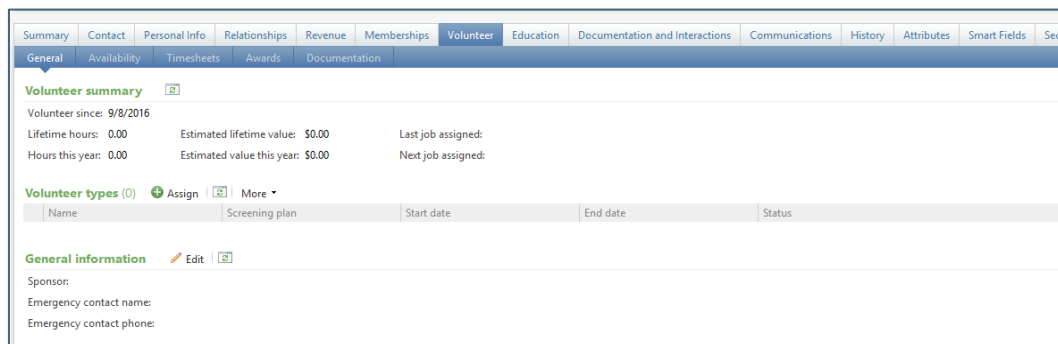 Summary Contact Personal Info Relationships Revenue Memberships Volunteer Education Documentation and Interactions Communications History Attributes Smart Fields Sec
General Availability Timesheets Awards Documentation
Volunteer summary
Volunteer since: 9/8/2016
Lifetime hours: 0.00 Estimated lifetime value: $0.00 Last job assigned:
Hours this year: 0.00 Estimated value this year: $0.00 Next job assigned:
Volunteer types (0) Assign More
Name Screening plan Start date End date Status
General information Edit
Sponsor:
Emergency contact name:
Emergency contact phone: